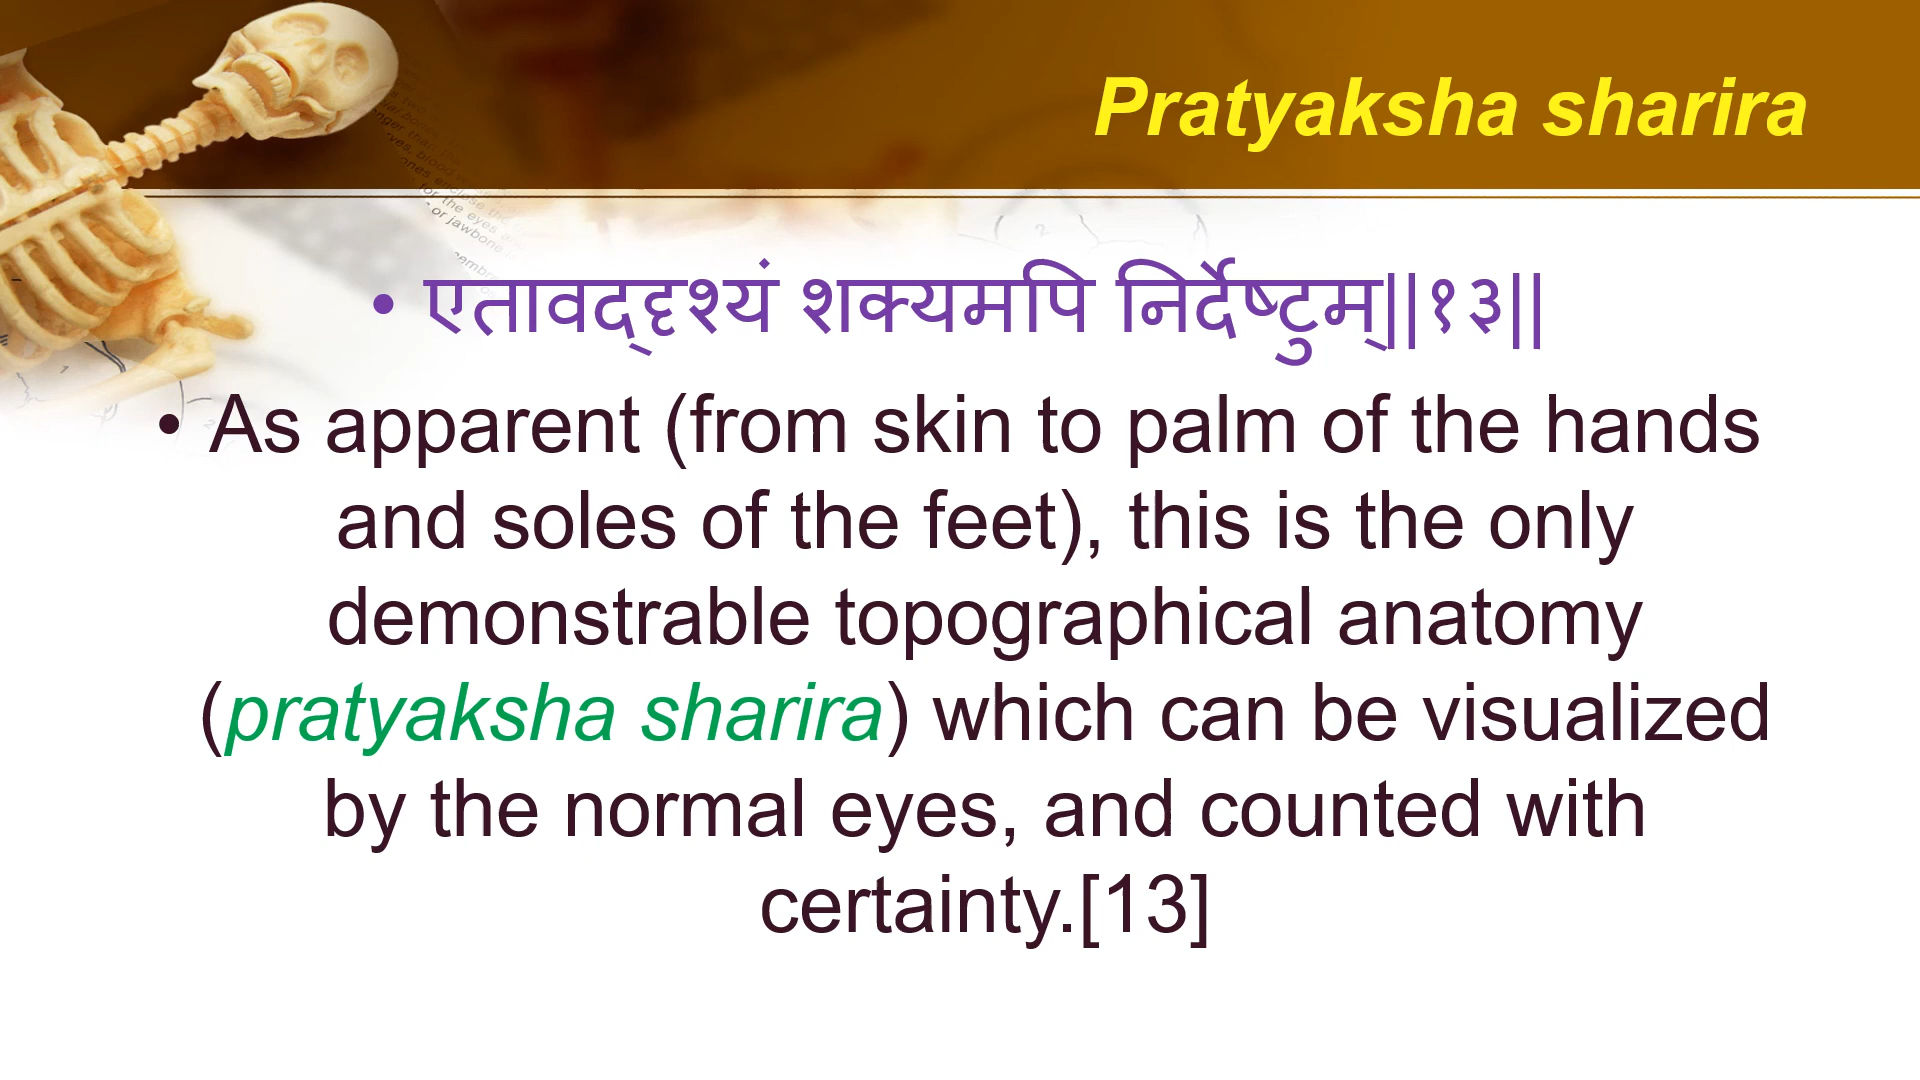 Pratyaksha sharira
• एतावद्दृश्यं शक्यमपि निर्देष्टुम्||१३||
• As apparent (from skin to palm of the hands
and soles of the feet), this is the only
demonstrable topographical anatomy
(pratyaksha sharira) which can be visualized
by the normal eyes, and counted with
certainty.[13]